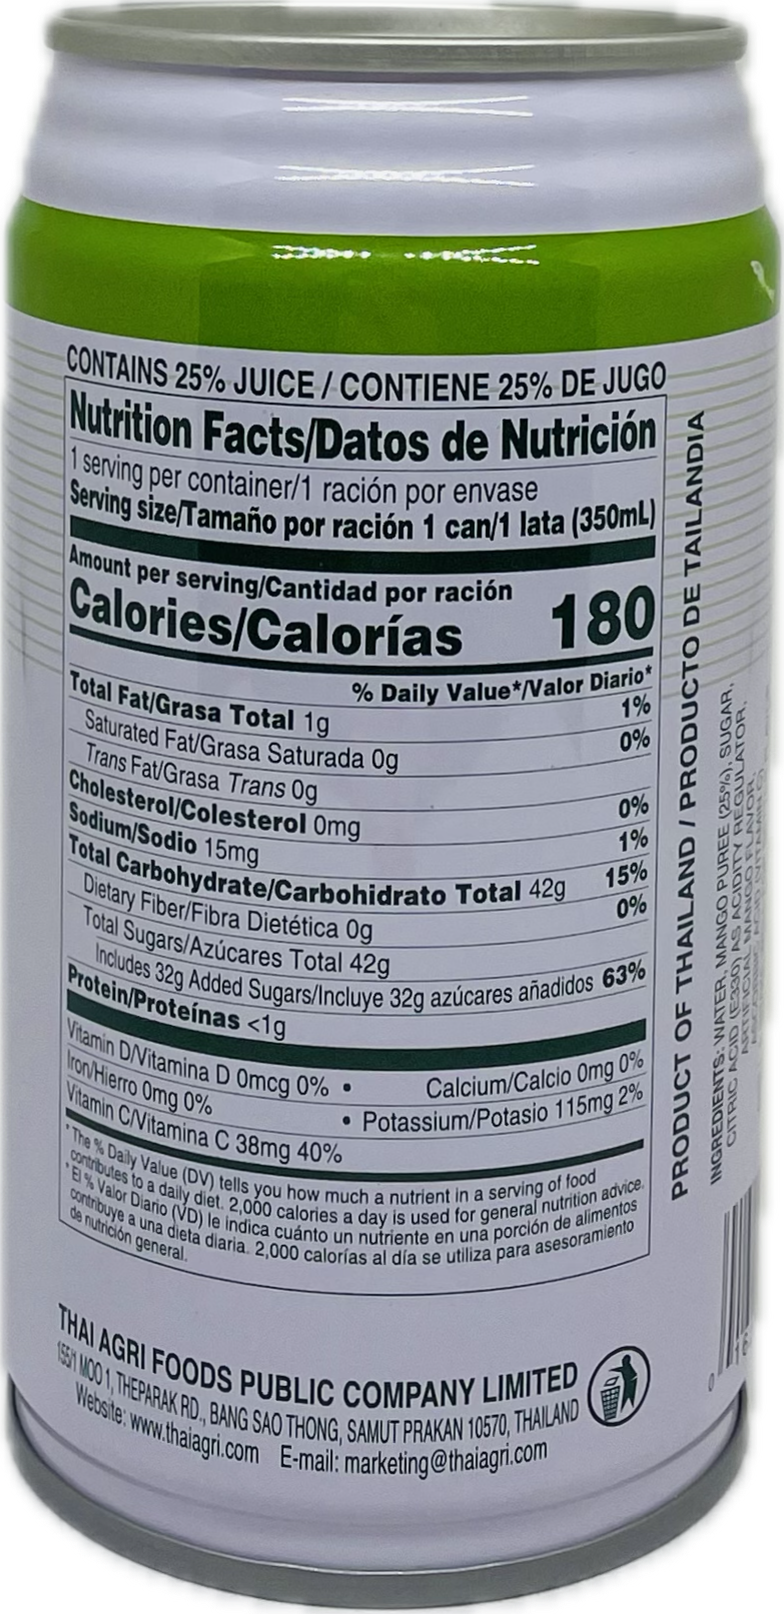 CONTAINS 25% JUICE / CONTIENE 25% DE JUGO
Nutrition Facts/Datos de Nutrición
1 serving per container/1 ración por envase
Serving size/Tamaño por ración 1 can/1 lata (350mL)
Amount per serving/Cantidad por ración
Calories/Calorías 180
% Daily Value*/Valor Diario*
Total Fat/Grasa Total 1g 1%
Saturated Fat/Grasa Saturada 0g 0%
Trans Fat/Grasa Trans 0g
Cholesterol/Colesterol 0mg 0%
Sodium/Sodio 15mg 1%
Total Carbohydrate/Carbohidrato Total 42g 15%
Dietary Fiber/Fibra Dietética 0g 0%
Total Sugars/Azúcares Total 42g
Includes 32g Added Sugars/Incluye 32g azúcares añadidos 63%
Protein/Proteínas <1g
Vitamin D/Vitamina D 0mcg 0% • Calcium/Calcio 0mg 0%
Iron/Hierro 0mg 0% • Potassium/Potasio 115mg 2%
Vitamin C/Vitamina C 38mg 40%
* The % Daily Value (DV) tells you how much a nutrient in a serving of food
contributes to a daily diet. 2,000 calories a day is used for general nutrition advice.
* El % Valor Diario (VD) le indica cuánto un nutriente en una porción de alimentos
contribuye a una dieta diaria. 2,000 calorías al día se utiliza para asesoramiento
de nutrición general.
THAI AGRI FOODS PUBLIC COMPANY LIMITED
155/1 MOO 1, THEPARAK RD., BANG SAO THONG, SAMUT PRAKAN 10570, THAILAND
Website: www.thaiagri.com E-mail: marketing@thaiagri.com
PRODUCT OF THAILAND / PRODUCTO DE TAILANDIA
INGREDIENTS: WATER, MANGO PUREE (25%), SUGAR,
CITRIC ACID (E330) AS ACIDITY REGULATOR,
ARTIFICIAL MANGO FLAVOR,